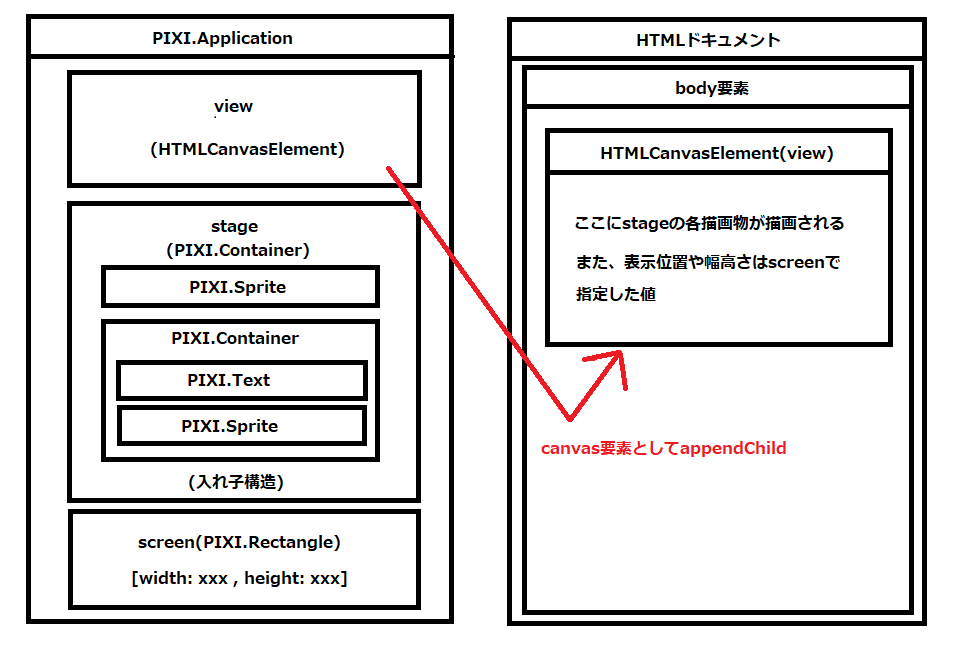 PIXI.Application
view
(HTMLCanvasElement)
stage
(PIXI.Container)
PIXI.Sprite
PIXI.Container
PIXI.Text
PIXI.Sprite
(入れ子構造)
screen(PIXI.Rectangle)
[width: xxx , height: xxx]
HTMLドキュメント
body要素
HTMLCanvasElement(view)
ここにstageの各描画物が描画される
また、表示位置や幅高さはscreenで
指定した値
canvas要素としてappendChild